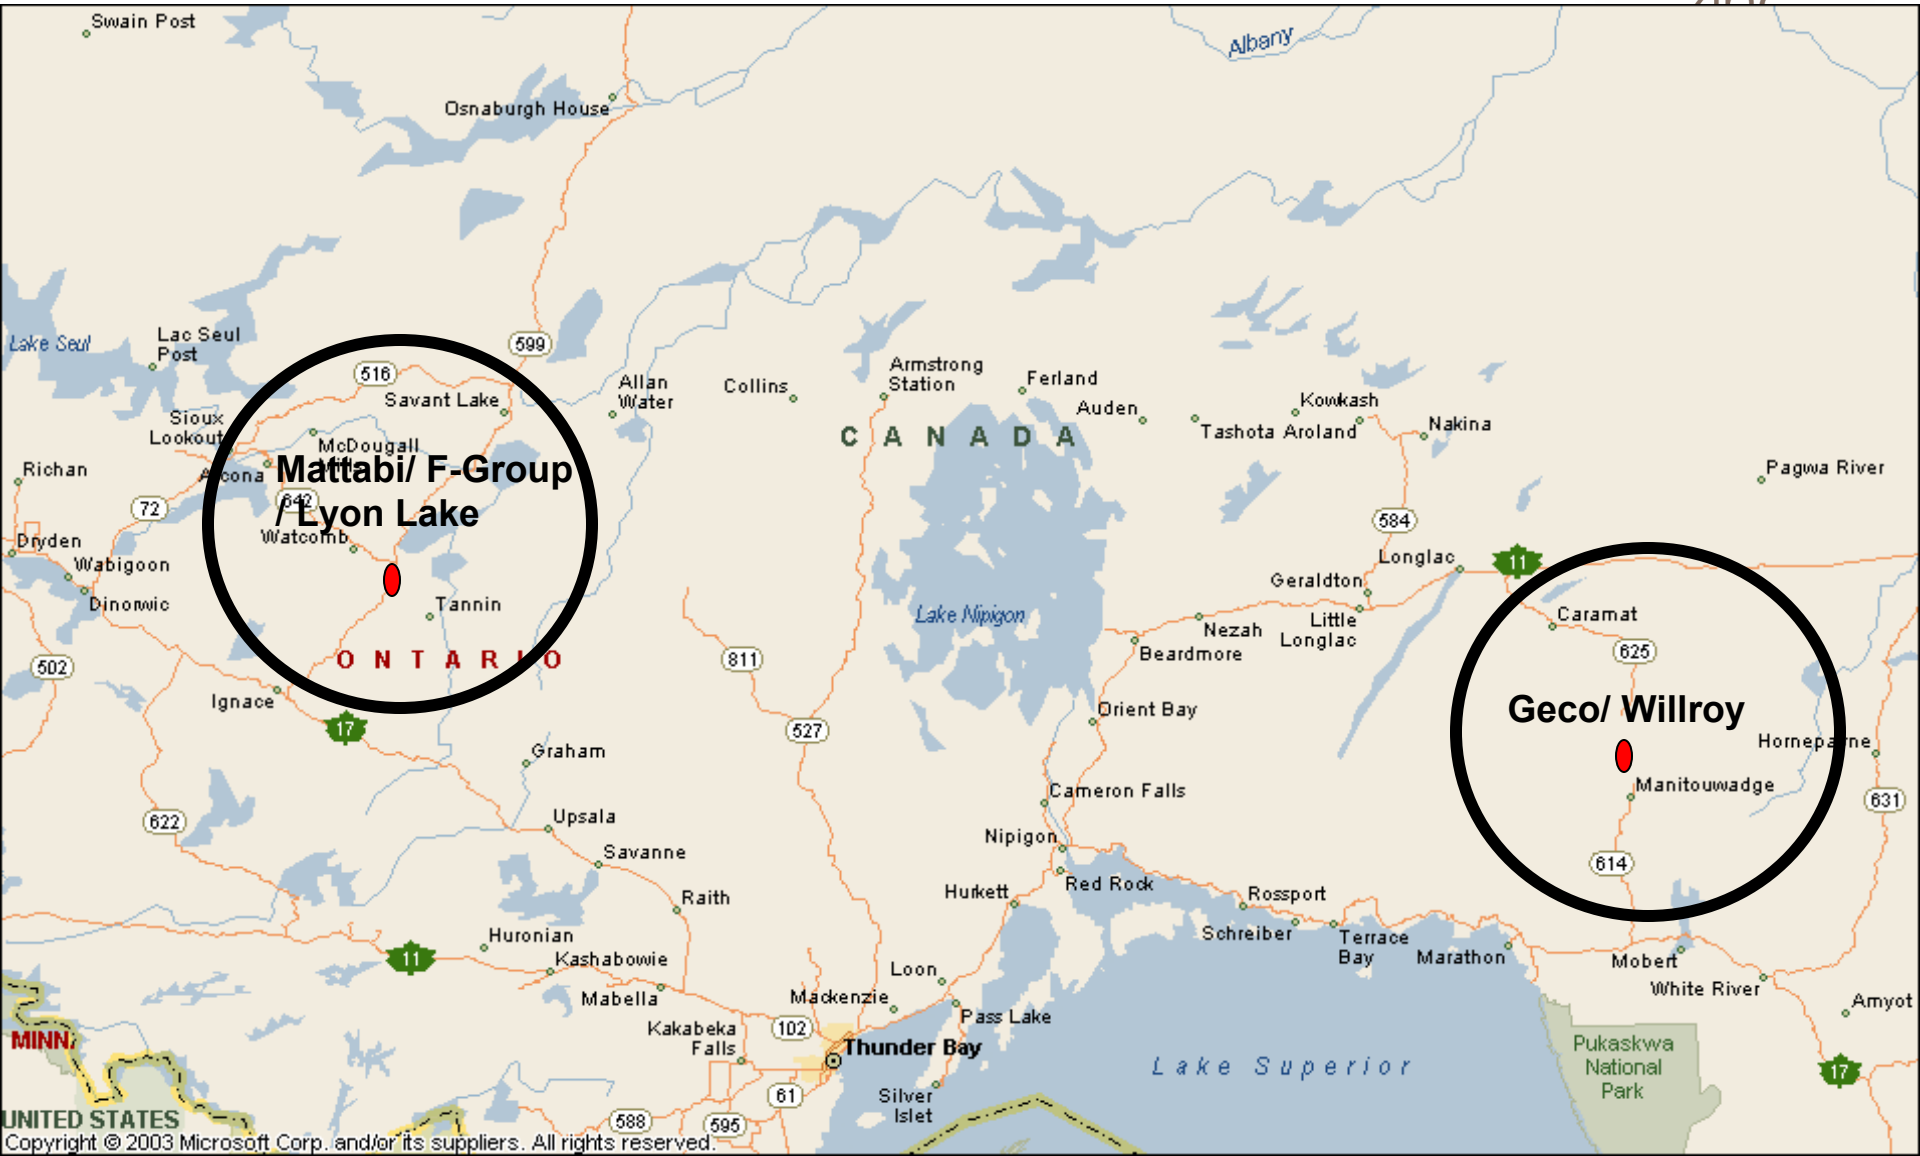 Swain Post
Albany
Osnaburgh House
Lake Seul
Lac Seul
Post
599
516
Savant Lake
Allan
Water
Collins
Armstrong
Station
Ferland
Auden
Kowkash
Tashota
Aroland
Nakina
CANADA
Sioux
Lookout
McDougall
Mattabi/ F-Group
/ Lyon Lake
642
Richan
72
Watcomb
Pagwa River
584
Dryden
Wabigoon
Dinorwic
Tannin
Lake Nipigon
Longlac
11
Geraldton
Little
Longlac
Nezah
Beardmore
Caramat
625
ONTARIO
502
811
Ignace
17
527
Orient Bay
Geco/ Willroy
Hornepayne
Graham
Manitouwadge
Cameron Falls
631
622
Upsala
Nipigon
Savanne
614
Red Rock
Hurkett
Rossport
Raith
Schreiber
Terrace
Bay
Marathon
Huronian
11
Kashabowie
Mobert
Loon
White River
Mabella
Mackenzie
Amyot
Pass Lake
Kakabeka
Falls
102
MINN.
Thunder Bay
Lake Superior
Pukaskwa
National
Park
17
61
Silver
Islet
UNITED STATES
588
595
Copyright © 2003 Microsoft Corp. and/or its suppliers. All rights reserved.